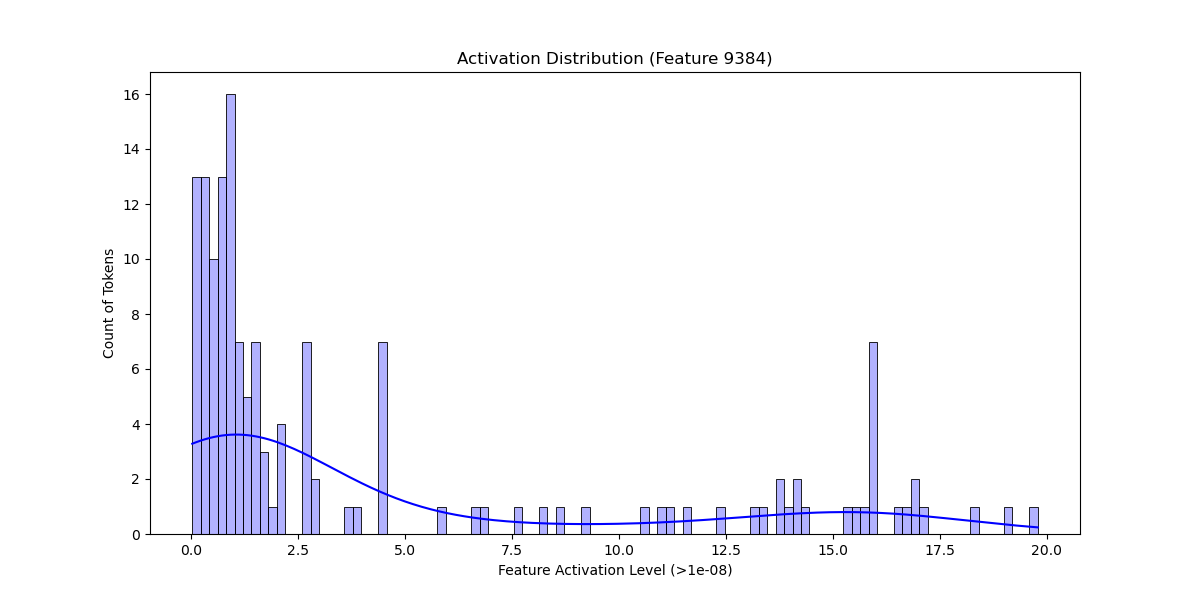 Activation Distribution (Feature 9384)
16
14
12
10
8
6
4
2
0
Count of Tokens
0.0 2.5 5.0 7.5 10.0 12.5 15.0 17.5 20.0
Feature Activation Level (>1e-08)